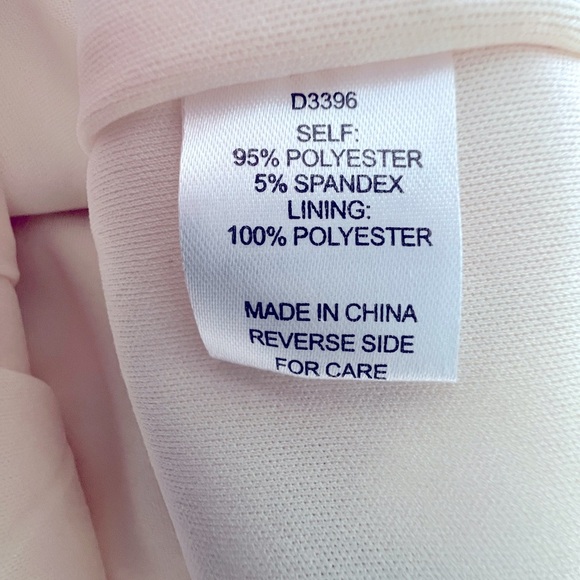 D3396
SELF:
95% POLYESTER
5% SPANDEX
LINING:
100% POLYESTER
MADE IN CHINA
REVERSE SIDE
FOR CARE